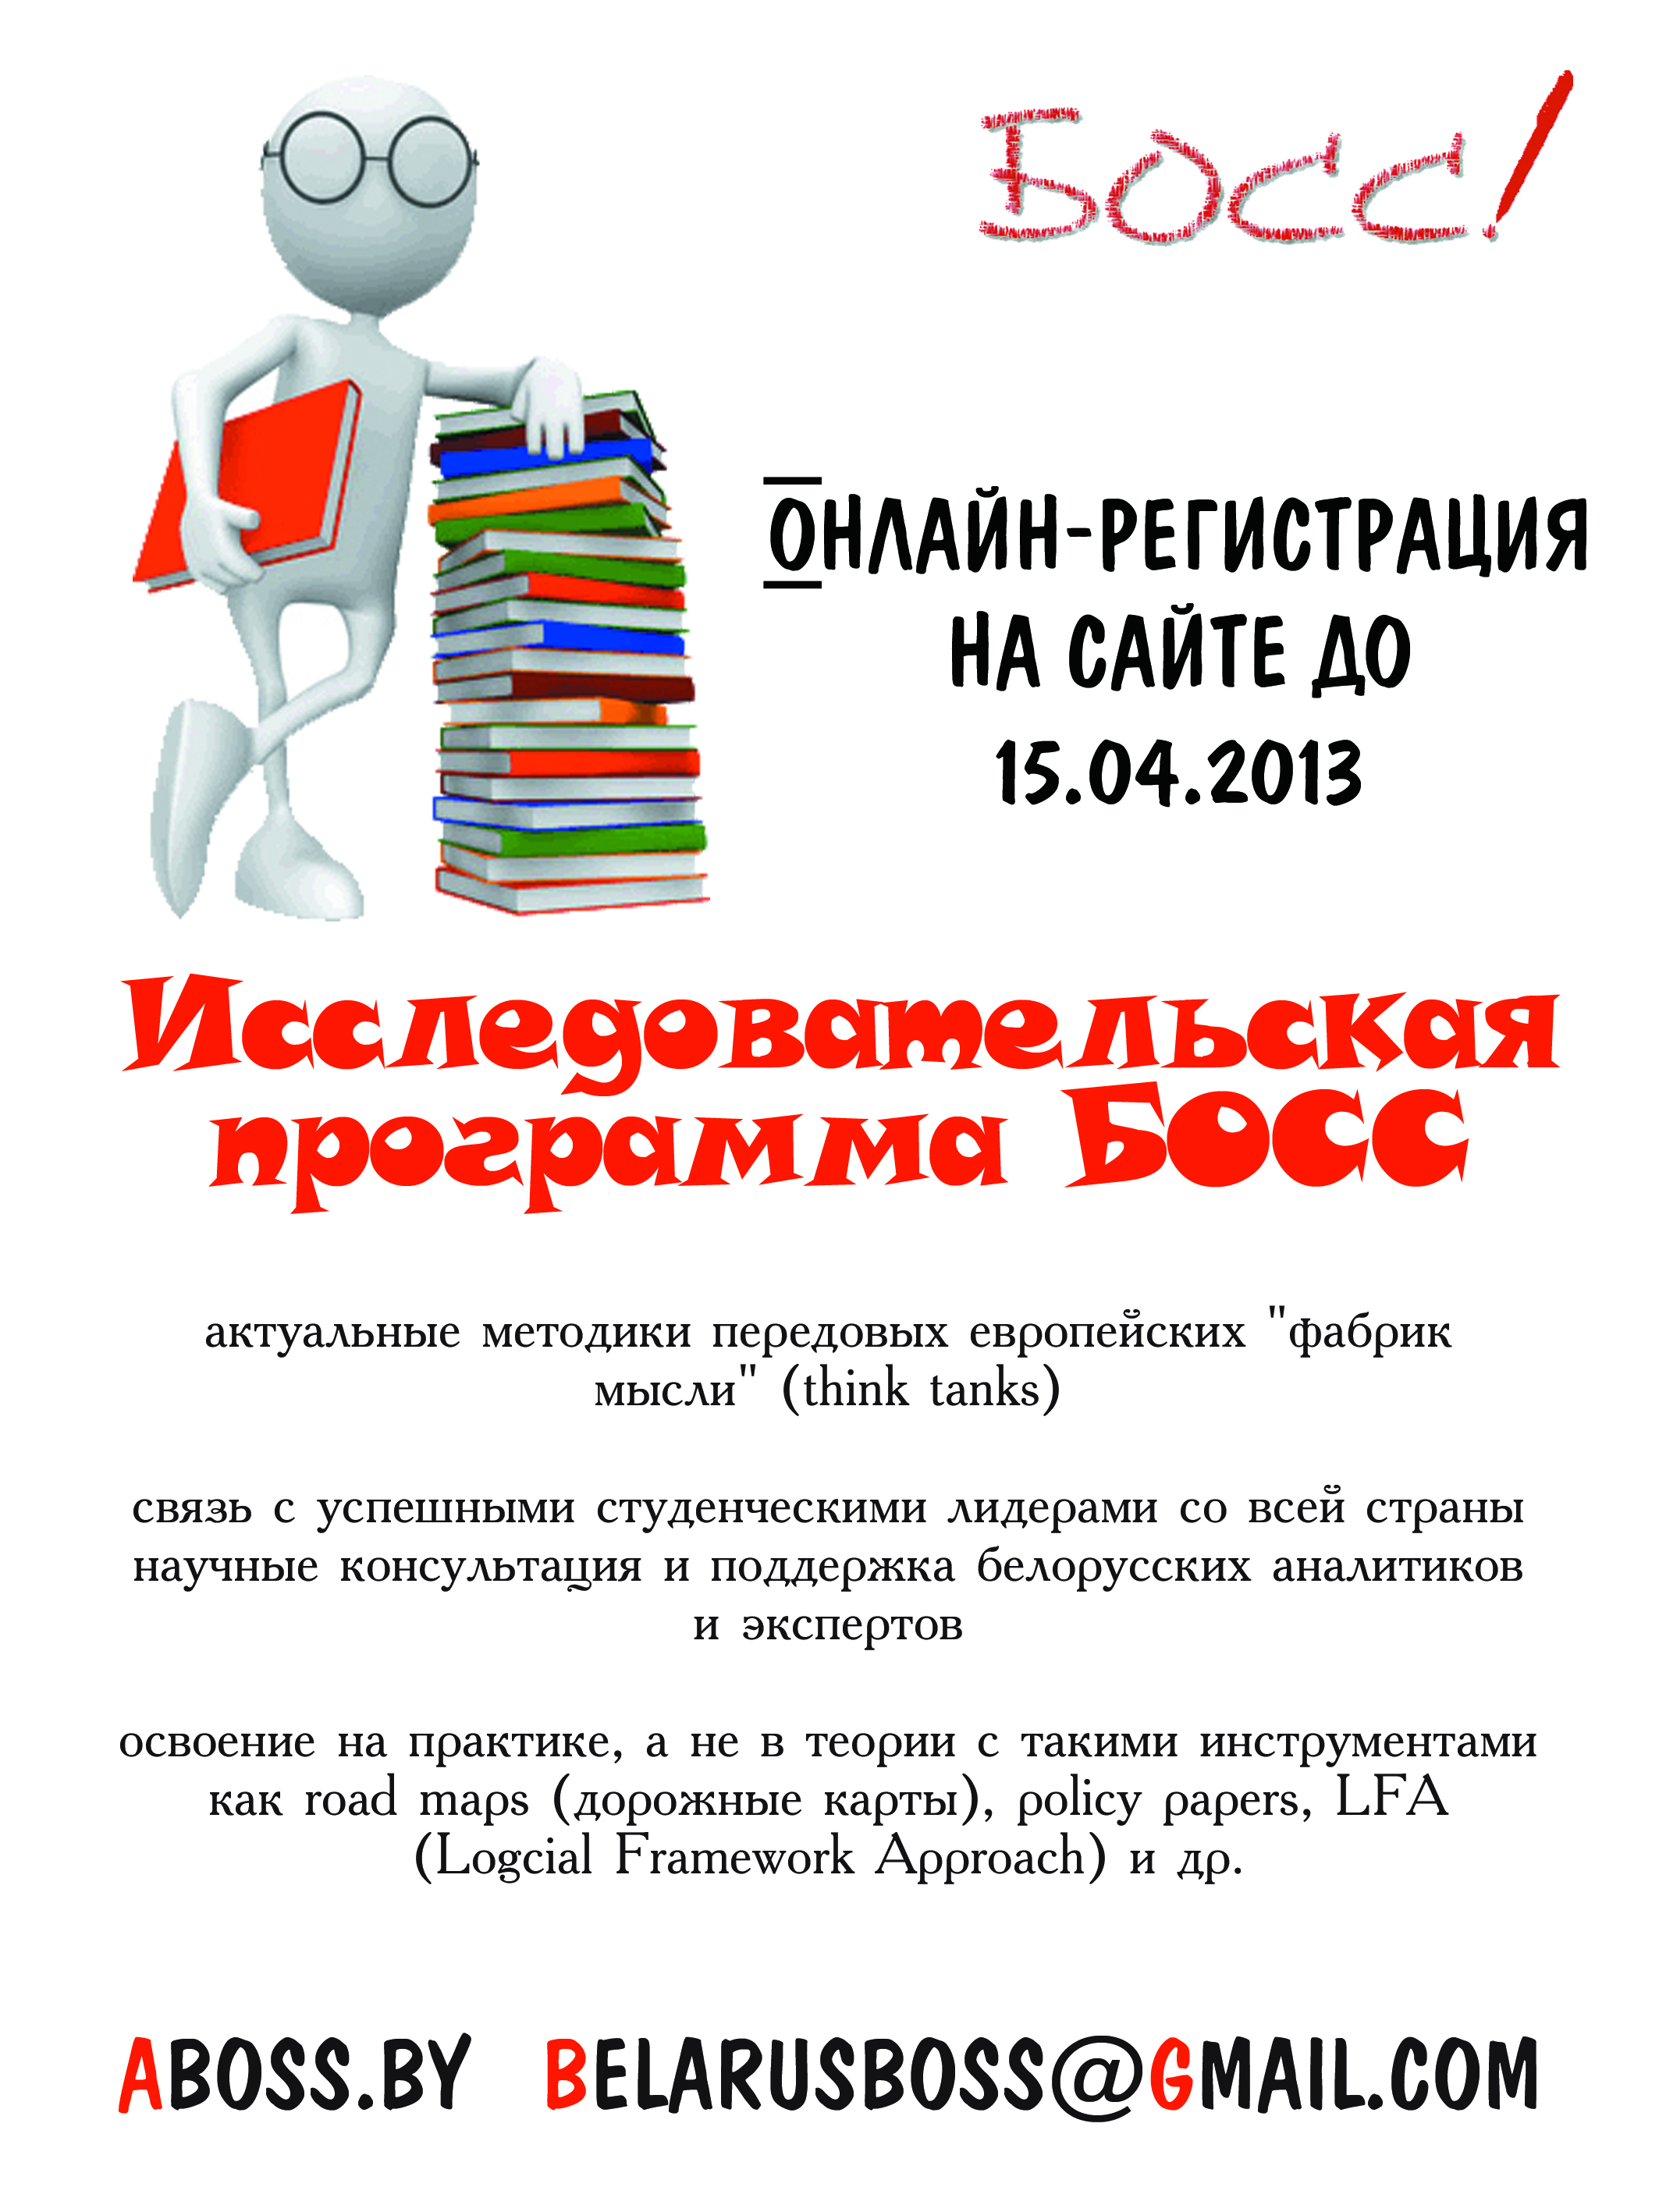 Босс!
ОНЛАЙН-РЕГИСТРАЦИЯ
НА САЙТЕ ДО
15.04.2013
Исследовательская
программа БОСС
актуальные методики передовых европейских "фабрик
мысли" (think tanks)
связь с успешными студенческими лидерами со всей страны
научные консультация и поддержка белорусских аналитиков
и экспертов
освоение на практике, а не в теории с такими инструментами
как road maps (дорожные карты), policy papers, LFA
(Logcial Framework Approach) и др.
ABOSS.BY BELARUSBOSS@GMAIL.COM